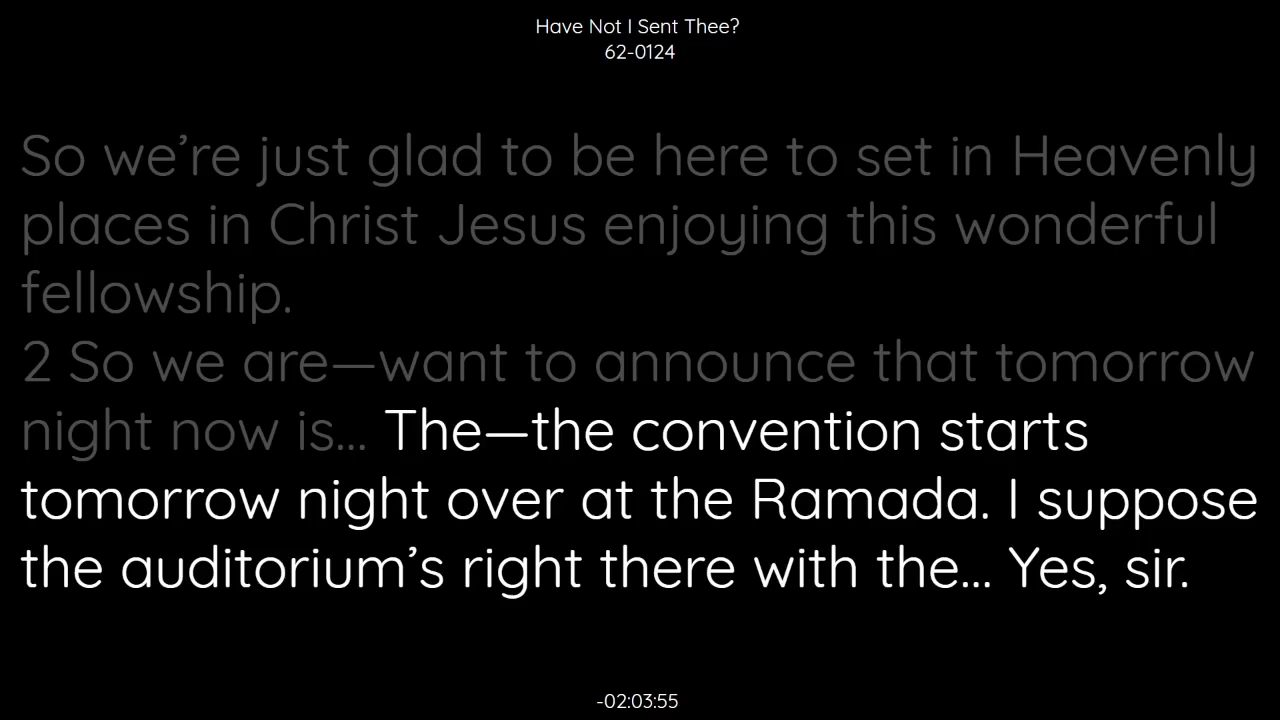 Have Not I Sent Thee?
62-0124
So we’re just glad to be here to set in Heavenly
places in Christ Jesus enjoying this wonderful
fellowship.
2 So we are—want to announce that tomorrow
night now is... The—the convention starts
tomorrow night over at the Ramada. I suppose
the auditorium’s right there with the... Yes, sir.
-02:03:55